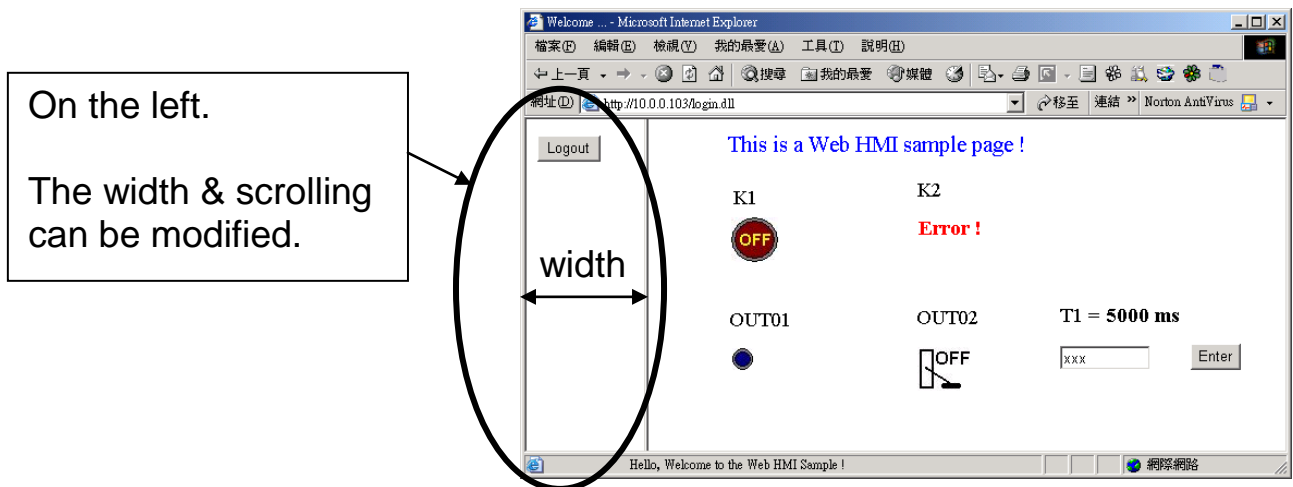 On the left.
The width & scrolling
can be modified.
Welcome ... - Microsoft Internet Explorer
檔案(F) 編輯(E) 檢視(V) 我的最愛(A) 工具(T) 說明(H)
上一頁 搜尋 我的最愛 媒體
網址(D) http://10.0.0.103/login.dll 移至 連結 » Norton AntiVirus
Logout
This is a Web HMI sample page !
K1 K2
OFF Error !
width
OUT01 OUT02 T1 = 5000 ms
OFF xxx Enter
Hello, Welcome to the Web HMI Sample ! 網際網路